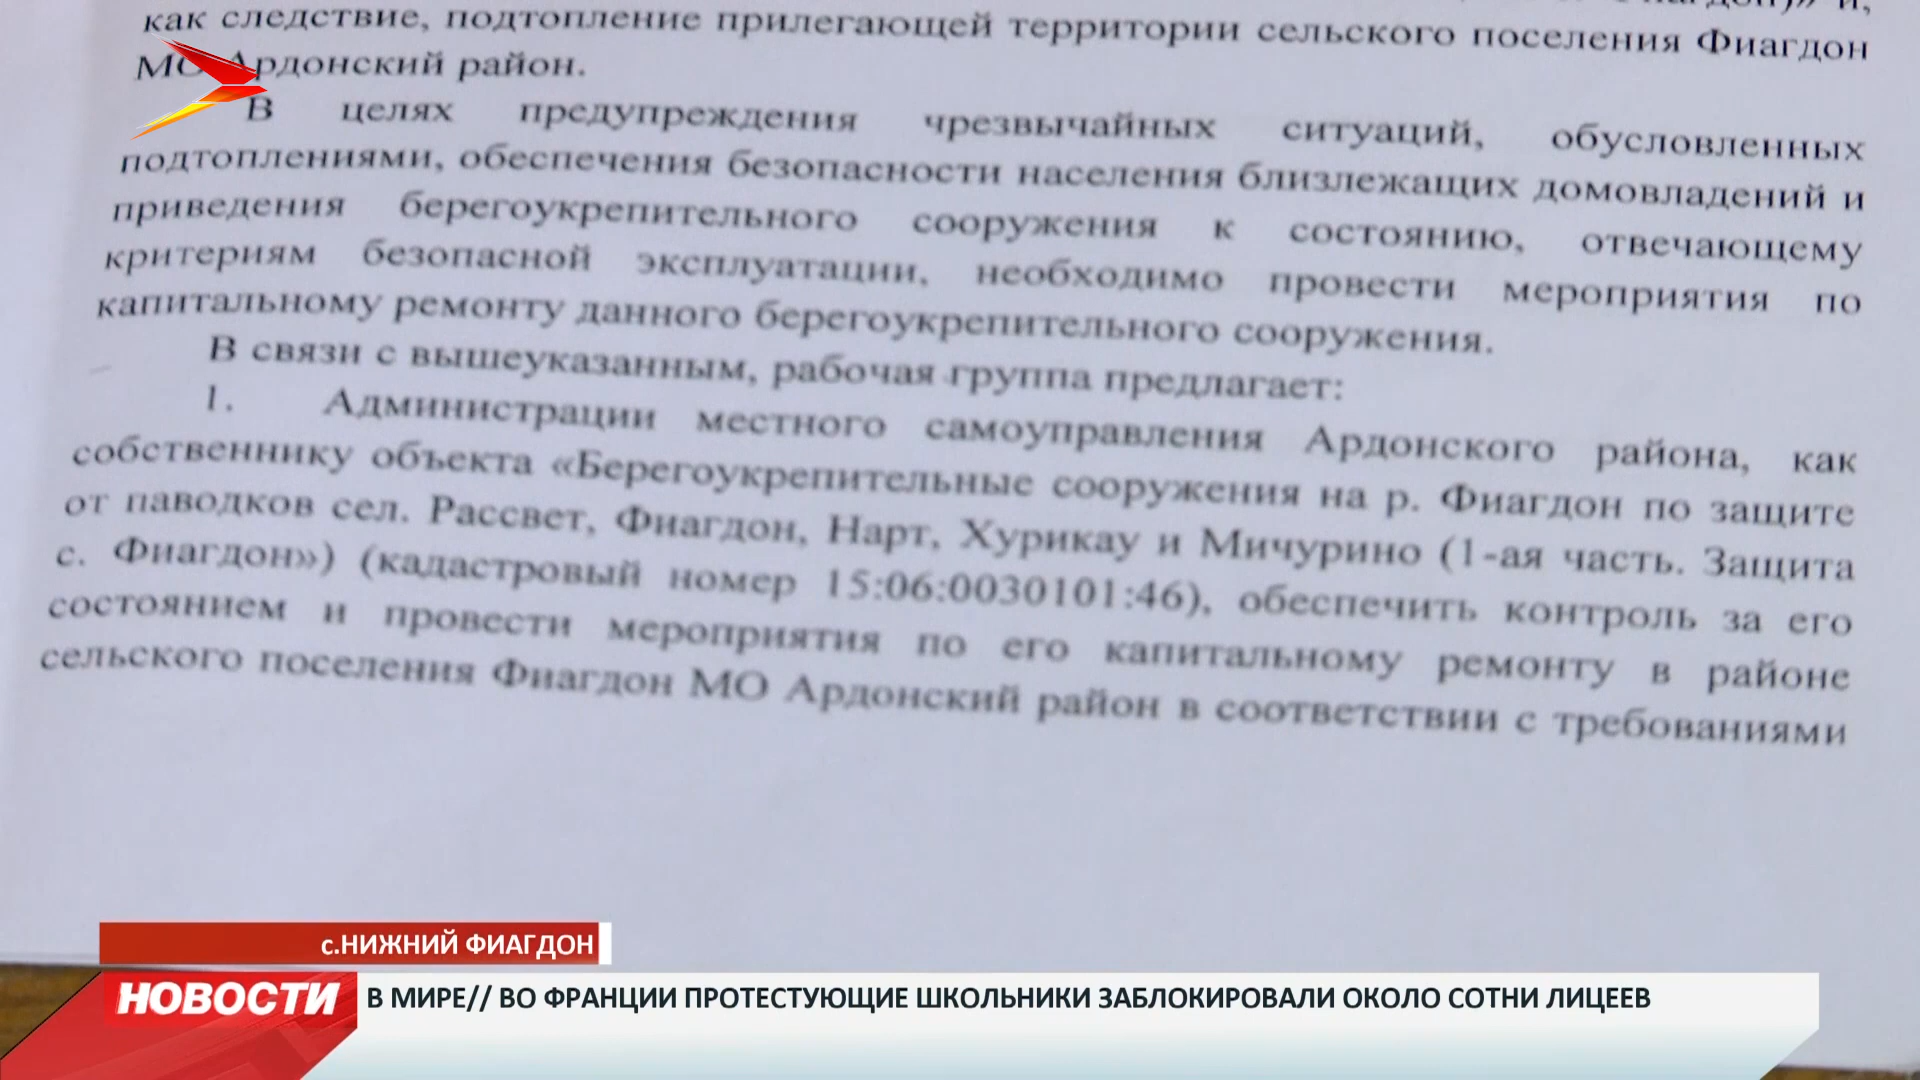 как следствие, подтопление прилегающей территории сельского поселения Фиагдон
МО Ардонский район.
В целях предупреждения чрезвычайных ситуаций, обусловленных
подтоплениями, обеспечения безопасности населения близлежащих домовладений и
приведения берегоукрепительного сооружения к состоянию, отвечающему
критериям безопасной эксплуатации, необходимо провести мероприятия по
капитальному ремонту данного берегоукрепительного сооружения.
В связи с вышеуказанным, рабочая группа предлагает:
1. Администрации местного самоуправления Ардонского района, как
собственнику объекта «Берегоукрепительные сооружения на р. Фиагдон по защите
от паводков сел. Рассвет, Фиагдон, Нарт, Хурикау и Мичурино (1-ая часть. Защита
с. Фиагдон») (кадастровый номер 15:06:0030101:46), обеспечить контроль за его
состоянием и провести мероприятия по его капитальному ремонту в районе
сельского поселения Фиагдон МО Ардонский район в соответствии с требованиями
с.НИЖНИЙ ФИАГДОН
НОВОСТИ В МИРЕ// ВО ФРАНЦИИ ПРОТЕСТУЮЩИЕ ШКОЛЬНИКИ ЗАБЛОКИРОВАЛИ ОКОЛО СОТНИ ЛИЦЕЕВ